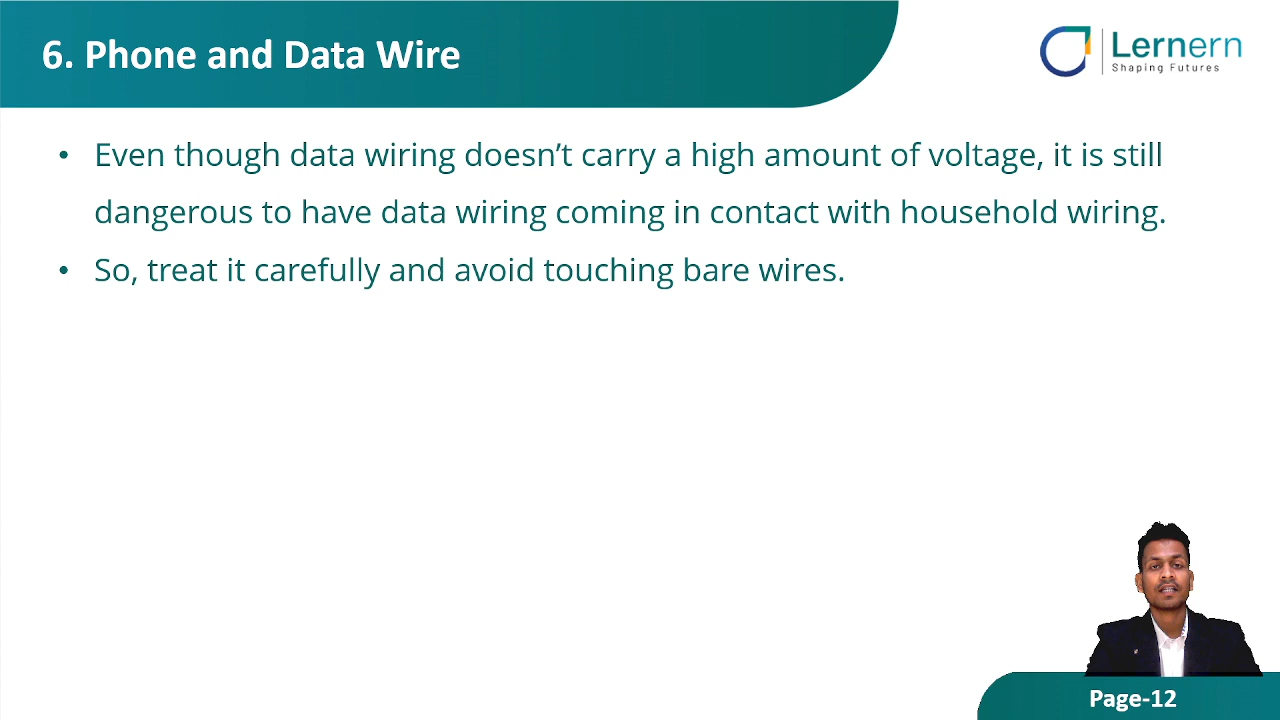 6. Phone and Data Wire
Lernern
Shaping Futures
• Even though data wiring doesn’t carry a high amount of voltage, it is still
dangerous to have data wiring coming in contact with household wiring.
• So, treat it carefully and avoid touching bare wires.
Page-12